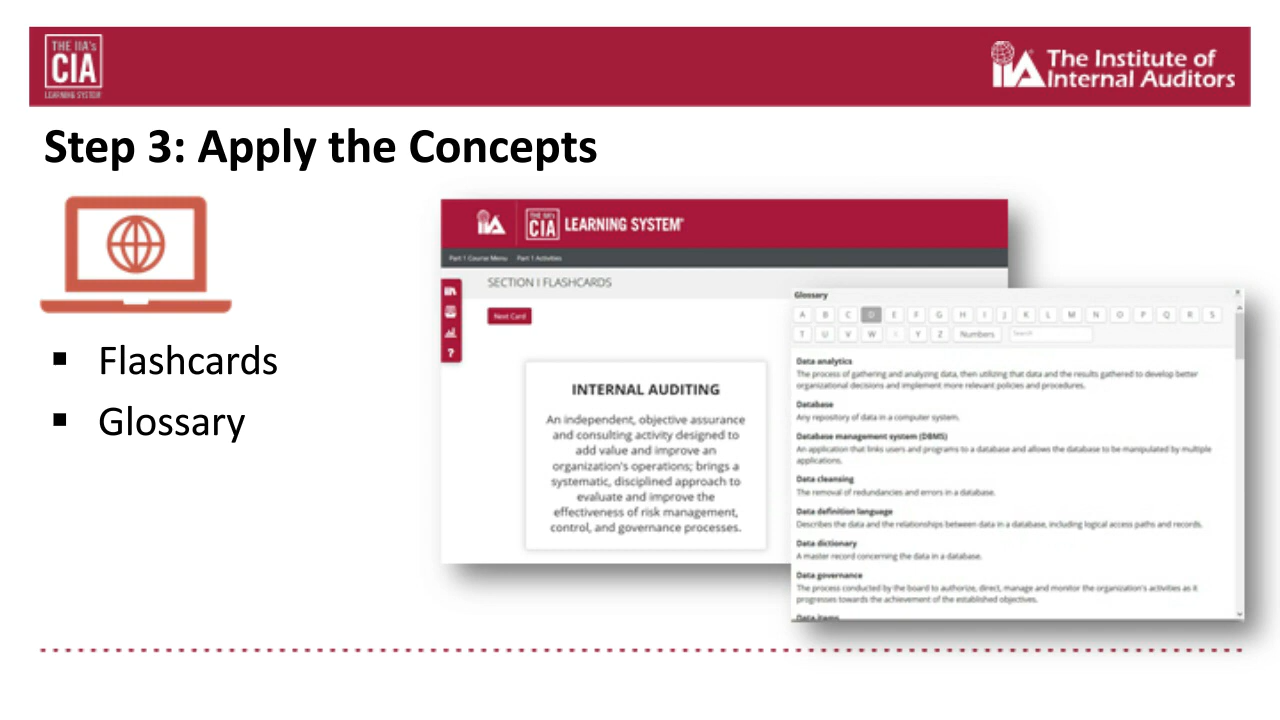 THE IIA's
CIA
LEARNING SYSTEM
IIA The Institute of
Internal Auditors
Step 3: Apply the Concepts
Flashcards
Glossary
IIA THE IIA's CIA LEARNING SYSTEM®
Part 1 Course Menu Part 1 Activities
SECTION I FLASHCARDS
Next Card
?
INTERNAL AUDITING
An independent, objective assurance
and consulting activity designed to
add value and improve an
organization's operations; brings a
systematic, disciplined approach to
evaluate and improve the
effectiveness of risk management,
control, and governance processes.
Glossary x
A B C D E F G H I J K L M N O P Q R S
T U V W X Y Z Numbers Search
Data analytics
The process of gathering and analyzing data, then utilizing that data and the results gathered to develop better
organizational decisions and implement more relevant policies and procedures.
Database
Any repository of data in a computer system.
Database management system (DBMS)
An application that links users and programs to a database and allows the database to be manipulated by multiple
applications.
Data cleansing
The removal of redundancies and errors in a database.
Data definition language
Describes the data and the relationships between data in a database, including logical access paths and records.
Data dictionary
A master record concerning the data in a database.
Data governance
The process conducted by the board to authorize, direct, manage and monitor the organization's activities as it
progresses towards the achievement of the established objectives.
Data items